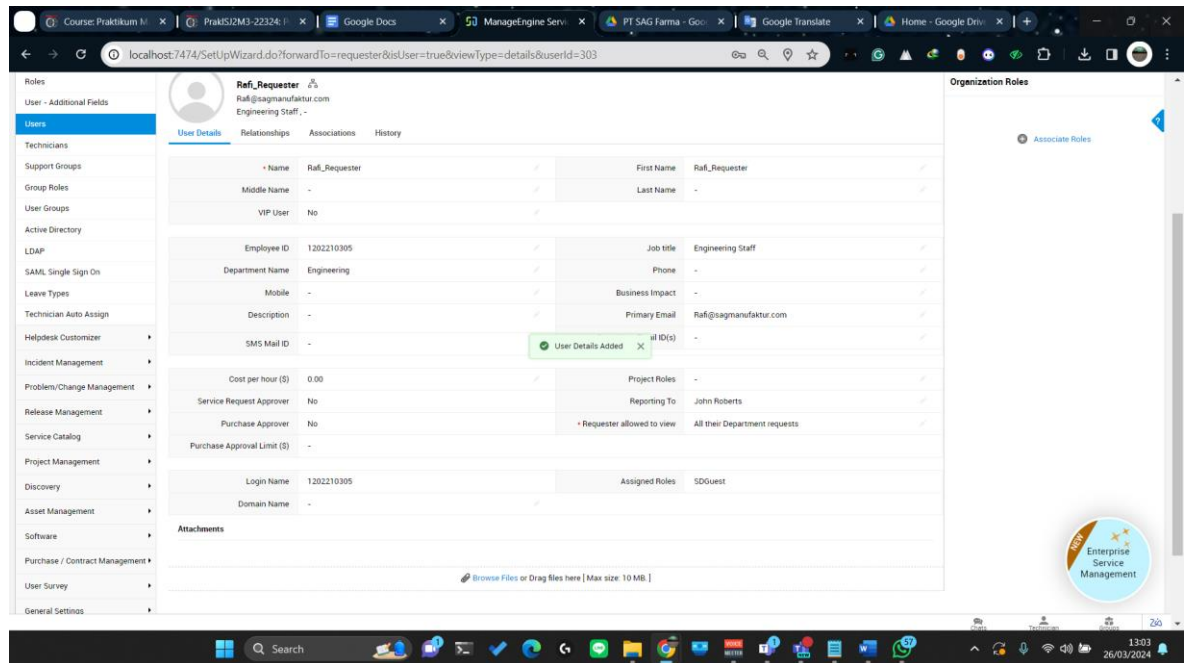 Course: Praktikum M
PrakISJ2M3-22324: P
Google Docs
ManageEngine Servi
PT SAG Farma - Goo
Google Translate
Home - Google Driv
localhost:7474/SetUpWizard.do?forwardTo=requester&isUser=true&viewType=details&userId=303
Roles
User - Additional Fields
Users
Technicians
Support Groups
Group Roles
User Groups
Active Directory
LDAP
SAML Single Sign On
Leave Types
Technician Auto Assign
Helpdesk Customizer
Incident Management
Problem/Change Management
Release Management
Service Catalog
Project Management
Discovery
Asset Management
Software
Purchase / Contract Management
User Survey
General Settings
Rafi_Requester
Rafi@sagmanufaktur.com
Engineering Staff , -
User Details Relationships Associations History
* Name Rafi_Requester First Name Rafi_Requester
Middle Name - Last Name -
VIP User No
Employee ID 1202210305 Job title Engineering Staff
Department Name Engineering Phone -
Mobile - Business Impact -
Description - Primary Email Rafi@sagmanufaktur.com
SMS Mail ID - ail ID(s) -
User Details Added
Cost per hour ($) 0.00 Project Roles -
Service Request Approver No Reporting To John Roberts
Purchase Approver No * Requester allowed to view All their Department requests
Purchase Approval Limit ($) -
Login Name 1202210305 Assigned Roles SDGuest
Domain Name -
Attachments
Browse Files or Drag files here [ Max size: 10 MB. ]
Organization Roles
?
Associate Roles
NEW
Enterprise
Service
Management
Chats Technician Groups
Search
VOICE
MEETER
1
57
13:03
26/03/2024